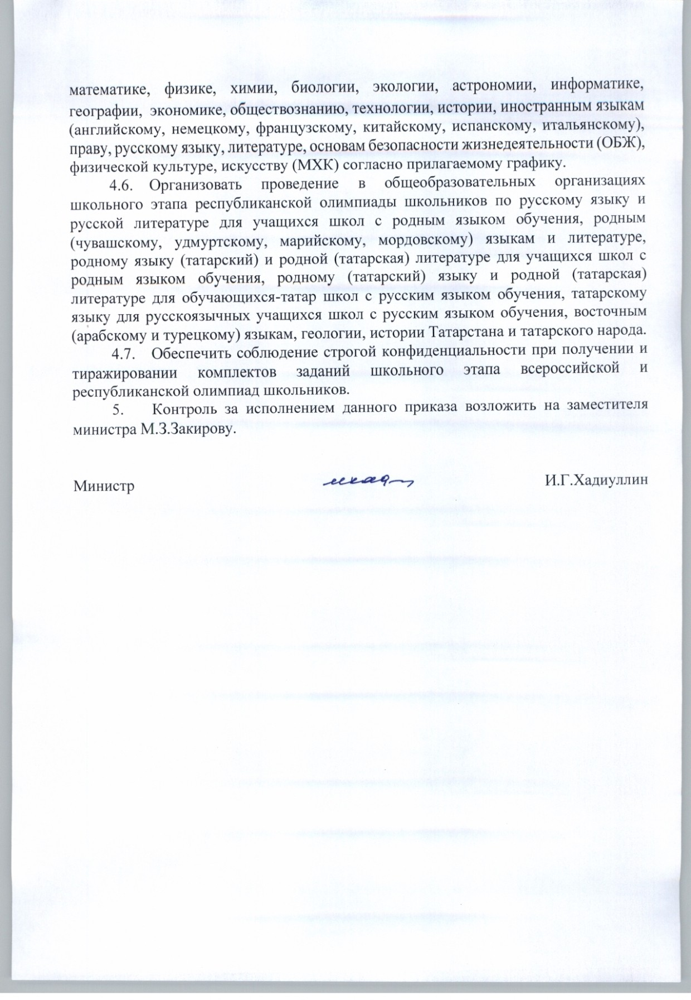 математике, физике, химии, биологии, экологии, астрономии, информатике,
географии, экономике, обществознанию, технологии, истории, иностранным языкам
(английскому, немецкому, французскому, китайскому, испанскому, итальянскому),
праву, русскому языку, литературе, основам безопасности жизнедеятельности (ОБЖ),
физической культуре, искусству (МХК) согласно прилагаемому графику.
4.6. Организовать проведение в общеобразовательных организациях
школьного этапа республиканской олимпиады школьников по русскому языку и
русской литературе для учащихся школ с родным языком обучения, родным
(чувашскому, удмуртскому, марийскому, мордовскому) языкам и литературе,
родному языку (татарский) и родной (татарская) литературе для учащихся школ с
родным языком обучения, родному (татарский) языку и родной (татарская)
литературе для обучающихся-татар школ с русским языком обучения, татарскому
языку для русскоязычных учащихся школ с русским языком обучения, восточным
(арабскому и турецкому) языкам, геологии, истории Татарстана и татарского народа.
4.7. Обеспечить соблюдение строгой конфиденциальности при получении и
тиражировании комплектов заданий школьного этапа всероссийской и
республиканской олимпиад школьников.
5. Контроль за исполнением данного приказа возложить на заместителя
министра М.З.Закирову.
Министр И.Г.Хадиуллин